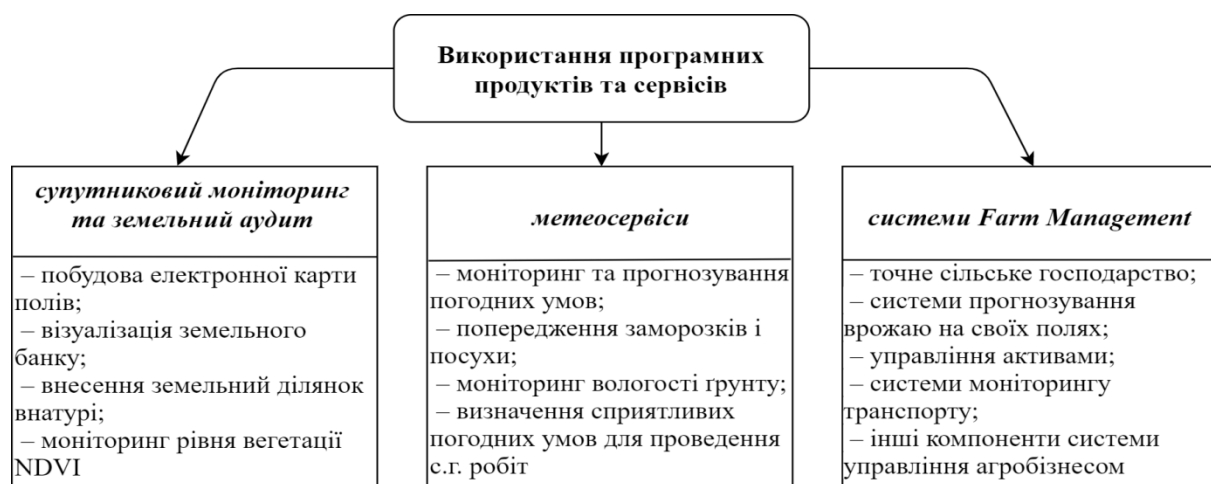 Використання програмних
продуктів та сервісів
супутниковий моніторинг
та земельний аудит
– побудова електронної карти
полів;
– візуалізація земельного
банку;
– внесення земельний ділянок
внатурі;
– моніторинг рівня вегетації
NDVI
метеосервіси
– моніторинг та прогнозування
погодних умов;
– попередження заморозків і
посухи;
– моніторинг вологості ґрунту;
– визначення сприятливих
погодних умов для проведення
с.г. робіт
системи Farm Management
– точне сільське господарство;
– системи прогнозування
врожаю на своїх полях;
– управління активами;
– системи моніторингу
транспорту;
– інші компоненти системи
управління агробізнесом